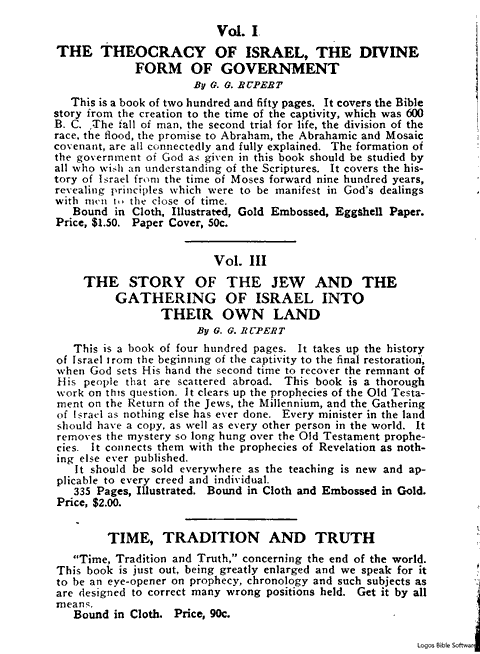 Vol. I
THE THEOCRACY OF ISRAEL, THE DIVINE
FORM OF GOVERNMENT
By G. G. RUPERT
This is a book of two hundred and fifty pages. It covers the Bible
story from the creation to the time of the captivity, which was 600
B. C. The fall of man, the second trial for life, the division of the
race, the flood, the promise to Abraham, the Abrahamic and Mosaic
covenant, are all connectedly and fully explained. The formation of
the government of God as given in this book should be studied by
all who wish an understanding of the Scriptures. It covers the his-
tory of Israel from the time of Moses forward nine hundred years,
revealing principles which were to be manifest in God's dealings
with men to the close of time.
Bound in Cloth, Illustrated, Gold Embossed, Eggshell Paper.
Price, $1.50. Paper Cover, 50c.
Vol. III
THE STORY OF THE JEW AND THE
GATHERING OF ISRAEL INTO
THEIR OWN LAND
By G. G. RUPERT
This is a book of four hundred pages. It takes up the history
of Israel from the beginning of the captivity to the final restoration,
when God sets His hand the second time to recover the remnant of
His people that are scattered abroad. This book is a thorough
work on this question. It clears up the prophecies of the Old Testa-
ment on the Return of the Jews, the Millennium, and the Gathering
of Israel as nothing else has ever done. Every minister in the land
should have a copy, as well as every other person in the world. It
removes the mystery so long hung over the Old Testament prophe-
cies. It connects them with the prophecies of Revelation as noth-
ing else ever published.
It should be sold everywhere as the teaching is new and ap-
plicable to every creed and individual.
335 Pages, Illustrated. Bound in Cloth and Embossed in Gold.
Price, $2.00.
TIME, TRADITION AND TRUTH
"Time, Tradition and Truth," concerning the end of the world.
This book is just out, being greatly enlarged and we speak for it
to be an eye-opener on prophecy, chronology and such subjects as
are designed to correct many wrong positions held. Get it by all
means.
Bound in Cloth. Price, 90c.
Logos Bible Software